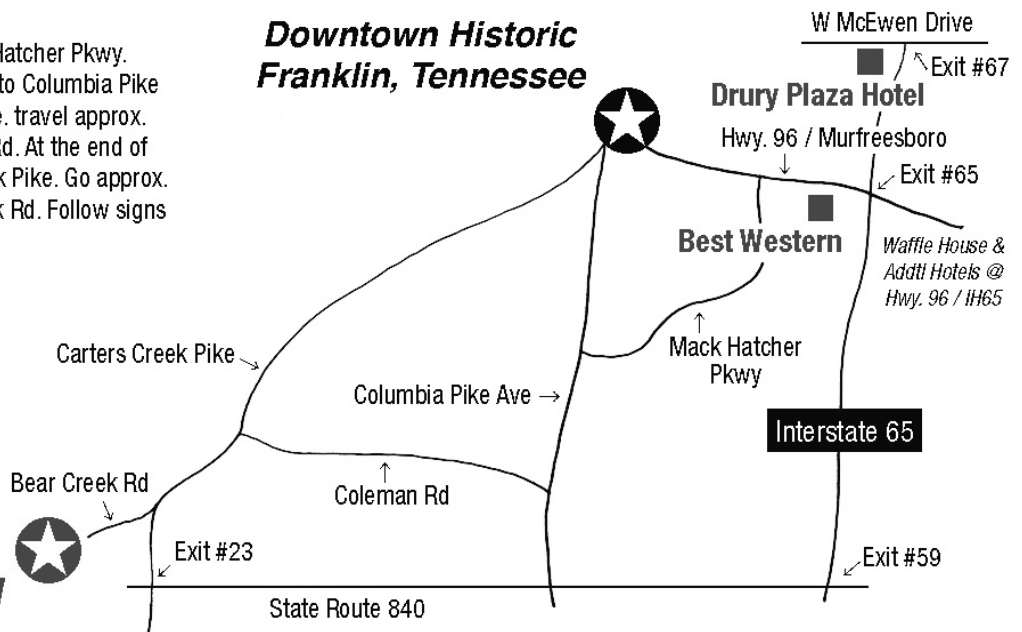 Downtown Historic
Franklin, Tennessee
W McEwen Drive
Exit #67
Drury Plaza Hotel
Hatcher Pkwy.
to Columbia Pike
travel approx.
Rd. At the end of
Pike. Go approx.
Rd. Follow signs
Hwy. 96 / Murfreesboro
Exit #65
Best Western
Waffle House &
Addtl Hotels @
Hwy. 96 / IH65
Carters Creek Pike
Mack Hatcher
Pkwy
Columbia Pike Ave
Interstate 65
Bear Creek Rd
Coleman Rd
Exit #23
Exit #59
State Route 840